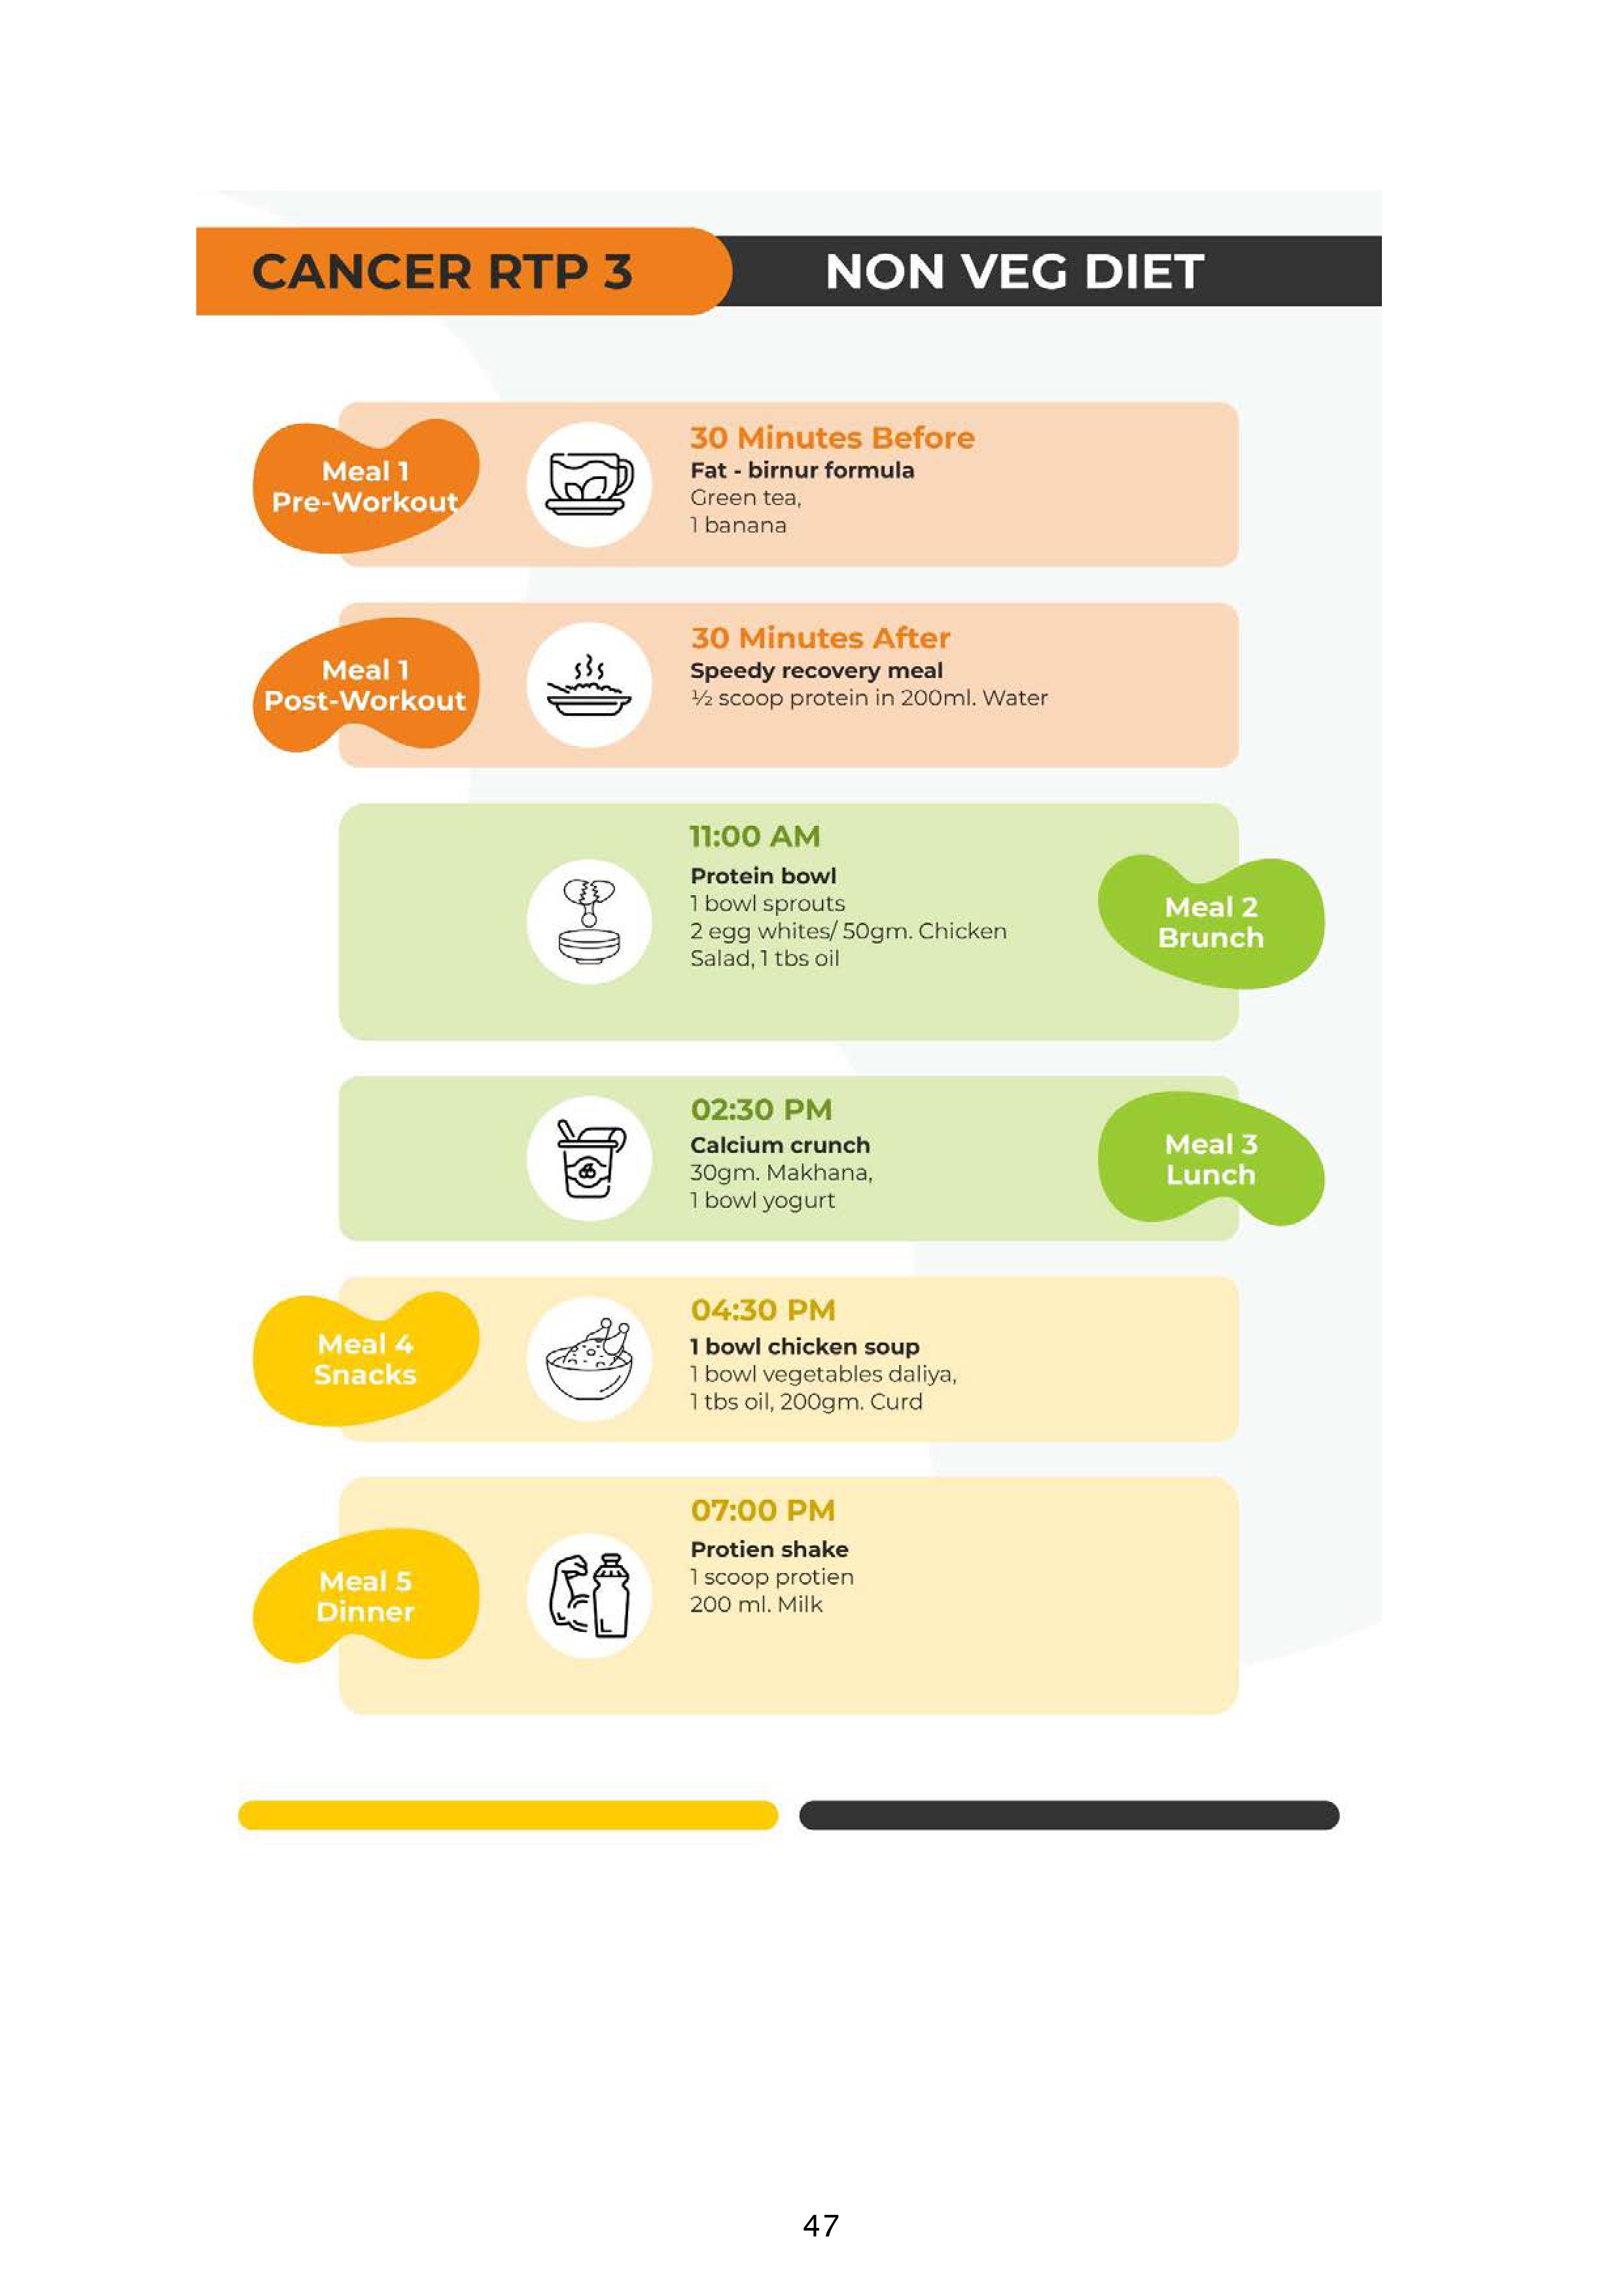 CANCER RTP 3
NON VEG DIET
Meal 1
Pre-Workout
30 Minutes Before
Fat - birnur formula
Green tea,
1 banana
Meal 1
Post-Workout
30 Minutes After
Speedy recovery meal
½ scoop protein in 200ml. Water
11:00 AM
Protein bowl
1 bowl sprouts
2 egg whites/ 50gm. Chicken
Salad, 1 tbs oil
Meal 2
Brunch
02:30 PM
Calcium crunch
30gm. Makhana,
1 bowl yogurt
Meal 3
Lunch
Meal 4
Snacks
04:30 PM
1 bowl chicken soup
1 bowl vegetables daliya,
1 tbs oil, 200gm. Curd
Meal 5
Dinner
07:00 PM
Protien shake
1 scoop protien
200 ml. Milk
47